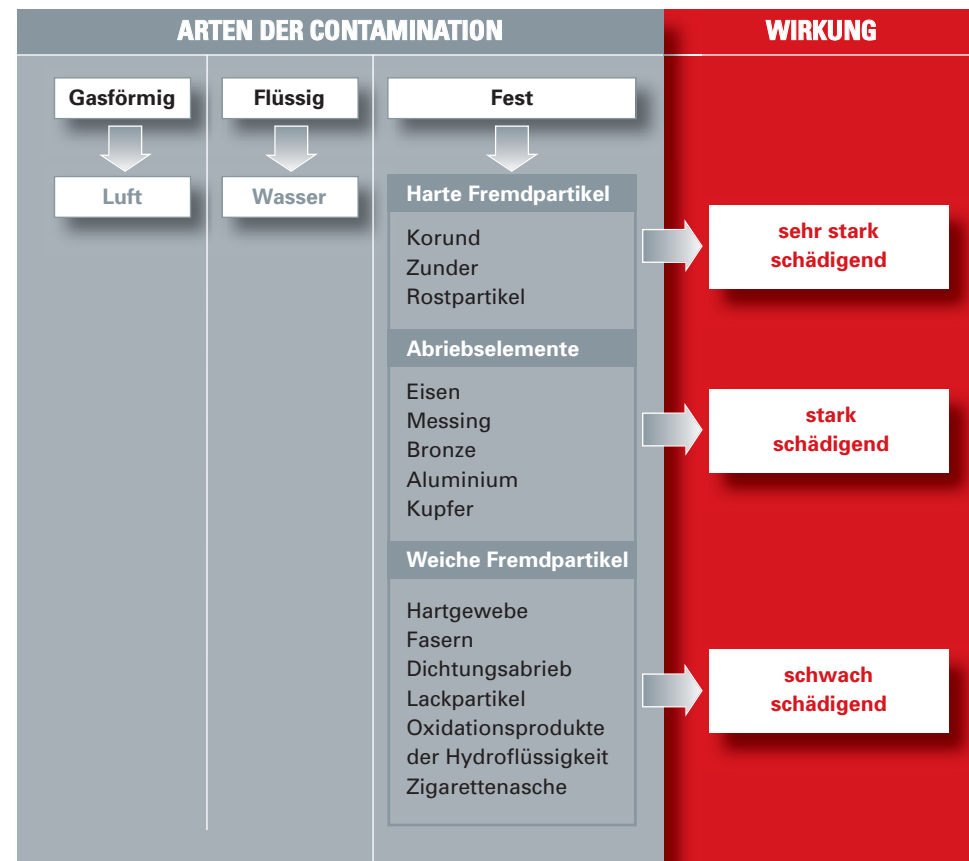 ARTEN DER CONTAMINATION
WIRKUNG
Gasförmig
Flüssig
Fest
Luft
Wasser
Harte Fremdpartikel
Korund
Zunder
Rostpartikel
sehr stark
schädigend
Abriebselemente
Eisen
Messing
Bronze
Aluminium
Kupfer
stark
schädigend
Weiche Fremdpartikel
Hartgewebe
Fasern
Dichtungsabrieb
Lackpartikel
Oxidationsprodukte
der Hydroflüssigkeit
Zigarettenasche
schwach
schädigend